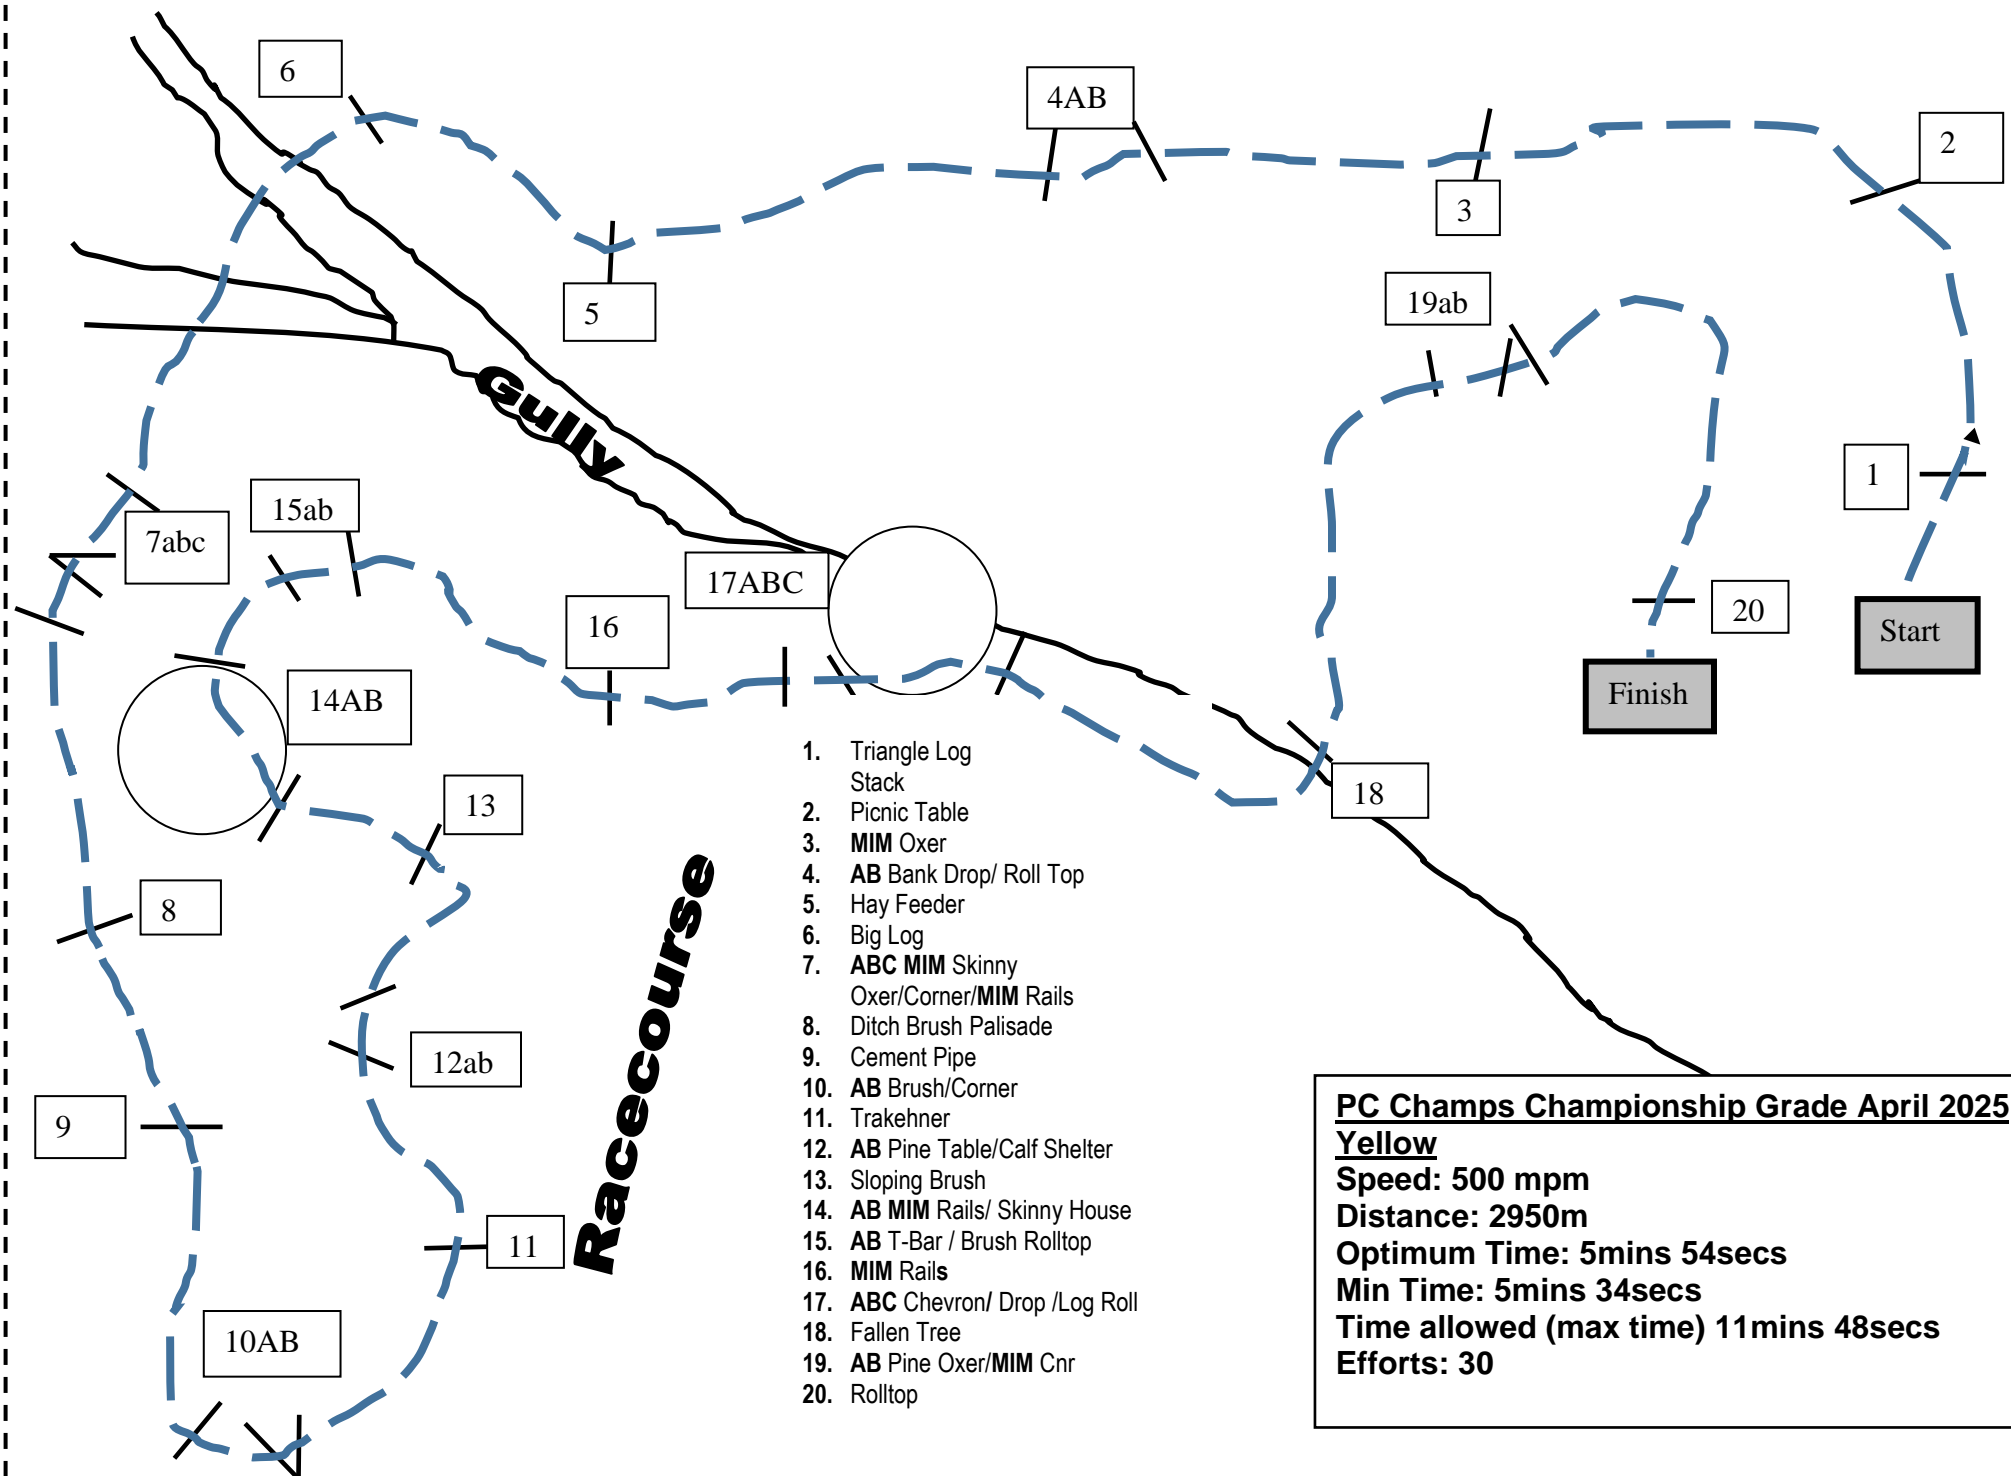 6
4AB
2
3
5
19ab
Gully
1
15ab
7abc
17ABC
16
20
Start
Finish
14AB
13
18
8
12ab
9
11
10AB
Racecourse
1. Triangle Log
Stack
2. Picnic Table
3. MIM Oxer
4. AB Bank Drop/ Roll Top
5. Hay Feeder
6. Big Log
7. ABC MIM Skinny
Oxer/Corner/MIM Rails
8. Ditch Brush Palisade
9. Cement Pipe
10. AB Brush/Corner
11. Trakehner
12. AB Pine Table/Calf Shelter
13. Sloping Brush
14. AB MIM Rails/ Skinny House
15. AB T-Bar / Brush Rolltop
16. MIM Rails
17. ABC Chevron/ Drop /Log Roll
18. Fallen Tree
19. AB Pine Oxer/MIM Cnr
20. Rolltop
PC Champs Championship Grade April 2025
Yellow
Speed: 500 mpm
Distance: 2950m
Optimum Time: 5mins 54secs
Min Time: 5mins 34secs
Time allowed (max time) 11mins 48secs
Efforts: 30